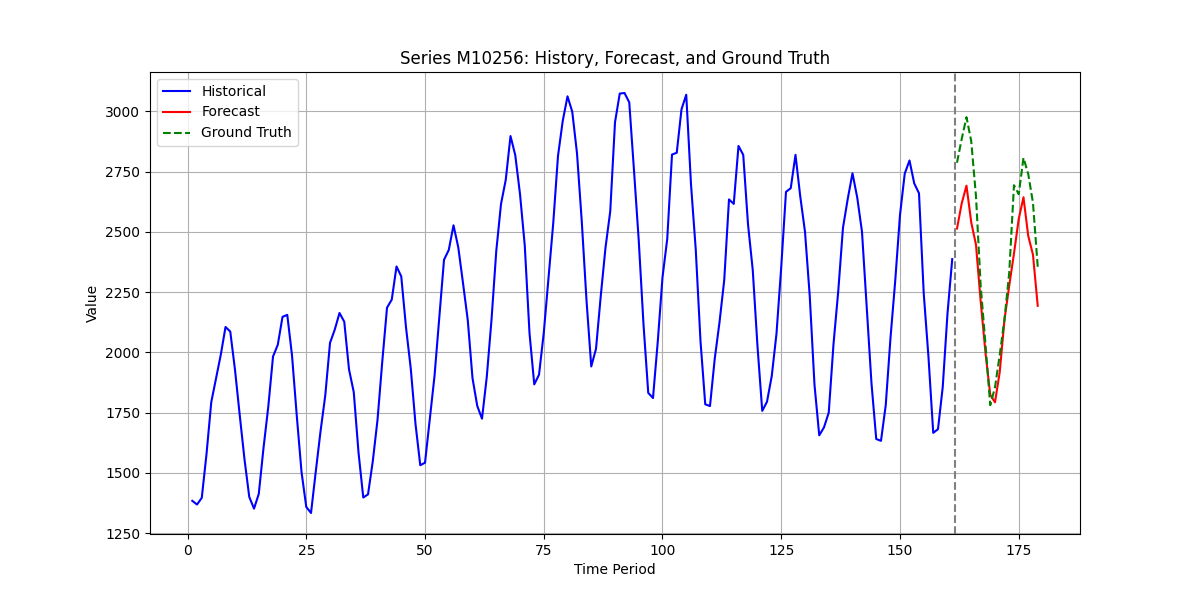 Series M10256: History, Forecast, and Ground Truth
Historical
Forecast
Ground Truth
Value
3000
2750
2500
2250
2000
1750
1500
1250
0 25 50 75 100 125 150 175
Time Period